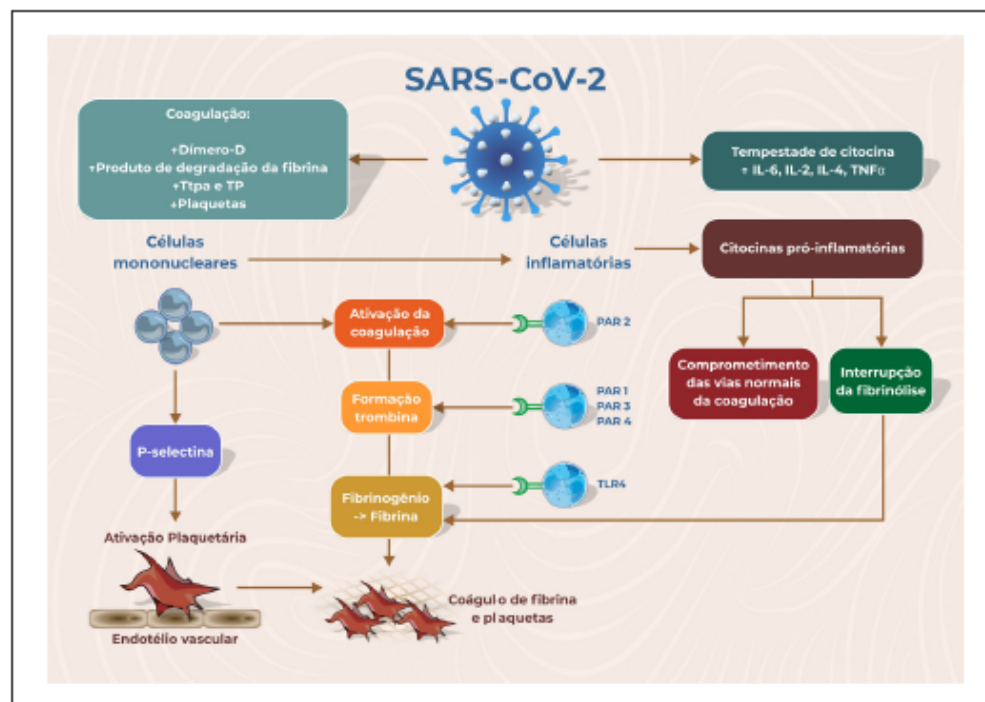 SARS-CoV-2
Coagulação:
+Dímero-D
↑Produto de degradação da fibrina
+Ttpa e TP
+Plaquetas
Tempestade de citocina
↑ IL-6, IL-2, IL-4, TNFα
Células
mononucleares
Células
inflamatórias
Citocinas pró-inflamatórias
Ativação da
coagulação
PAR 2
Comprometimento
das vias normais
da coagulação
Interrupção
da fibrinólise
Formação
trombina
PAR 1
PAR 3
PAR 4
P-selectina
Fibrinogênio
-> Fibrina
TLR4
Ativação Plaquetária
Coágulo de fibrina
e plaquetas
Endotélio vascular